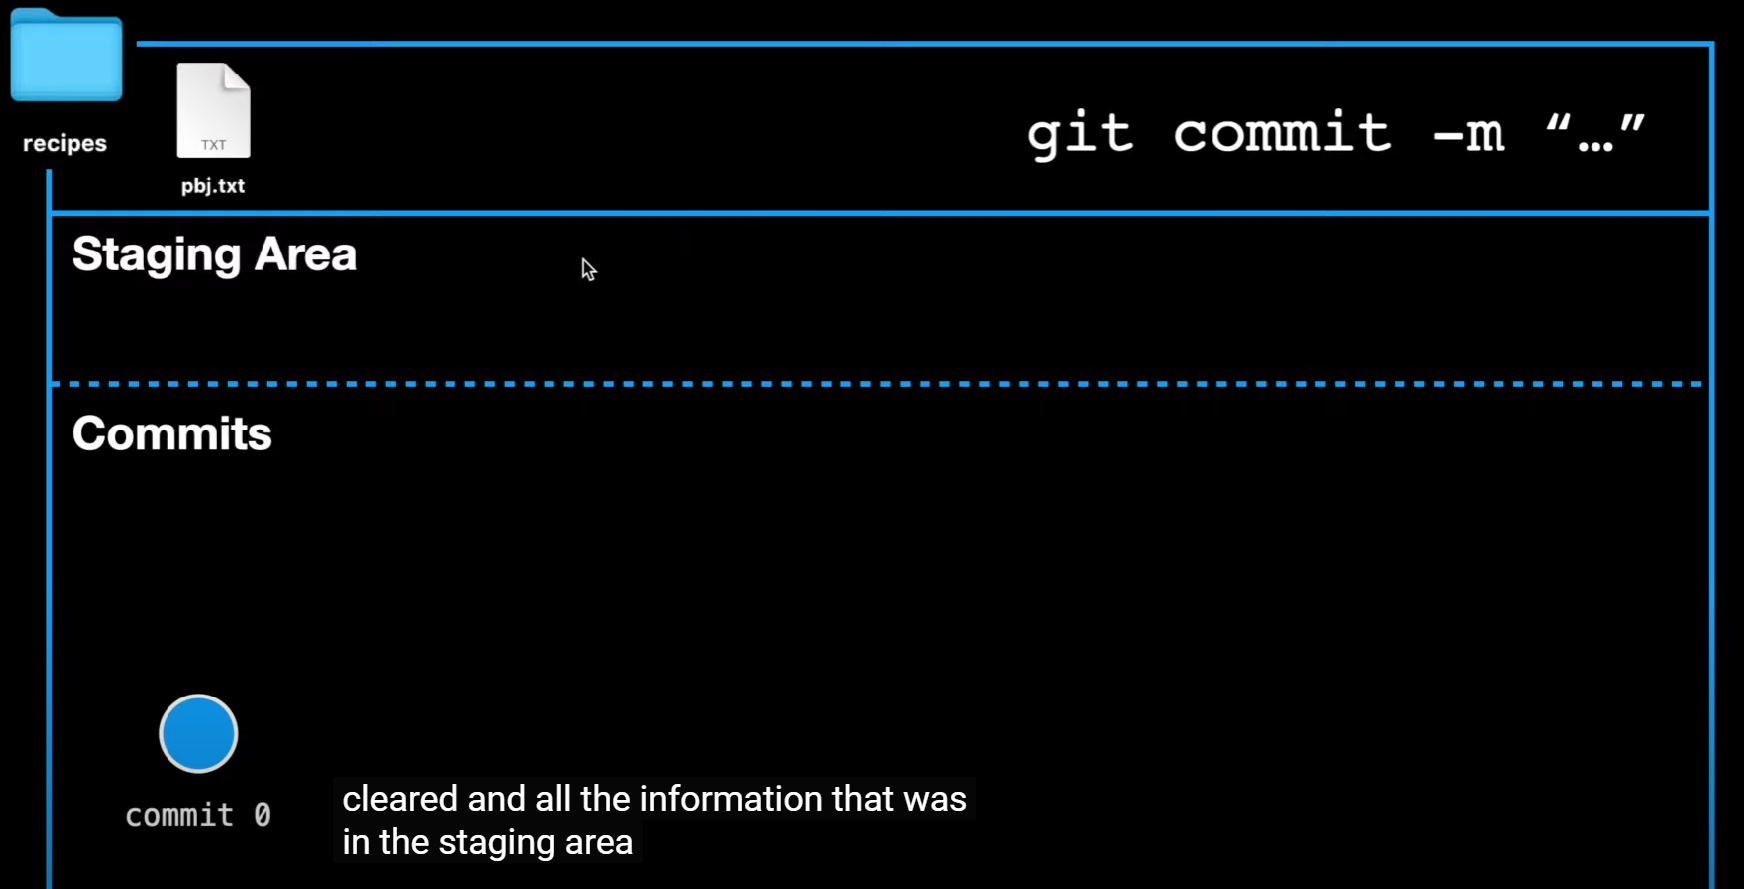 recipes
TXT
pbj.txt
git commit -m “…”
Staging Area
Commits
commit 0
cleared and all the information that was
in the staging area